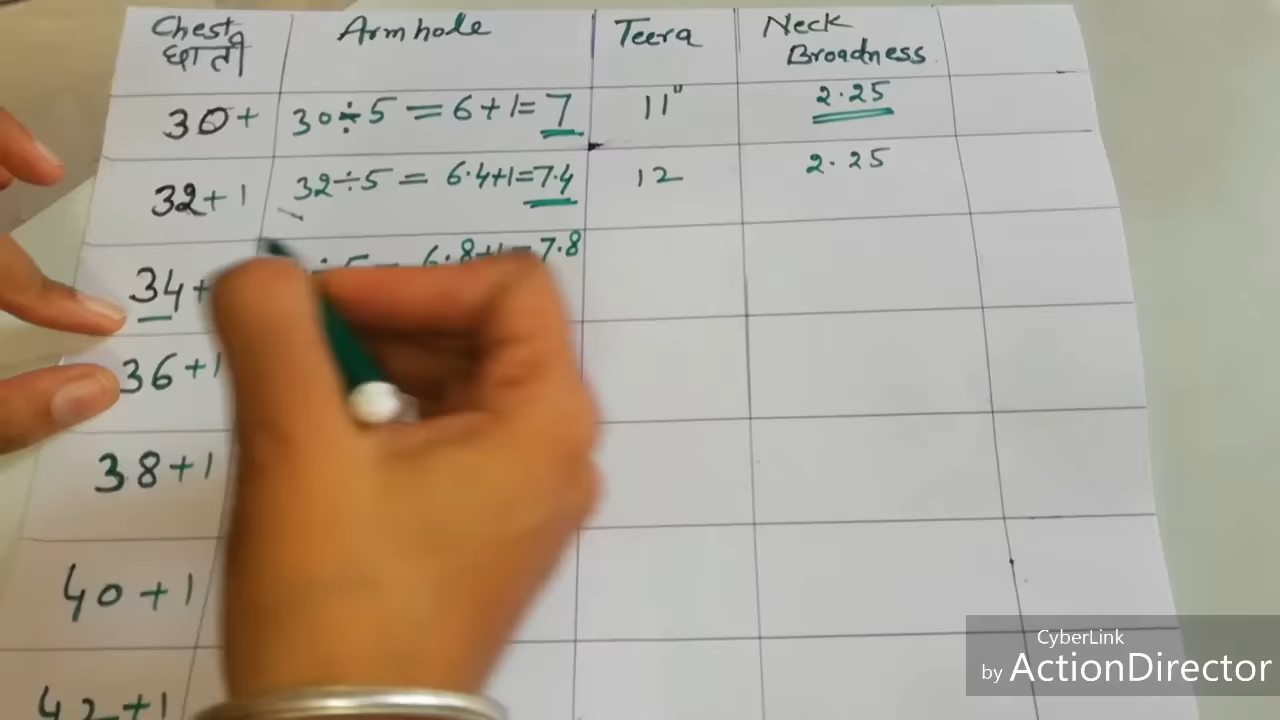 Chest Armhole Teera Neck
छाती Broadness
30+ 30÷5 = 6+1= 7 11" 2.25
32+1 32÷5 = 6.4+1=7.4 12 2.25
34+ ÷5 = 6.8+1=7.8
36+1
38+1
40+1
42+1
CyberLink
by ActionDirector